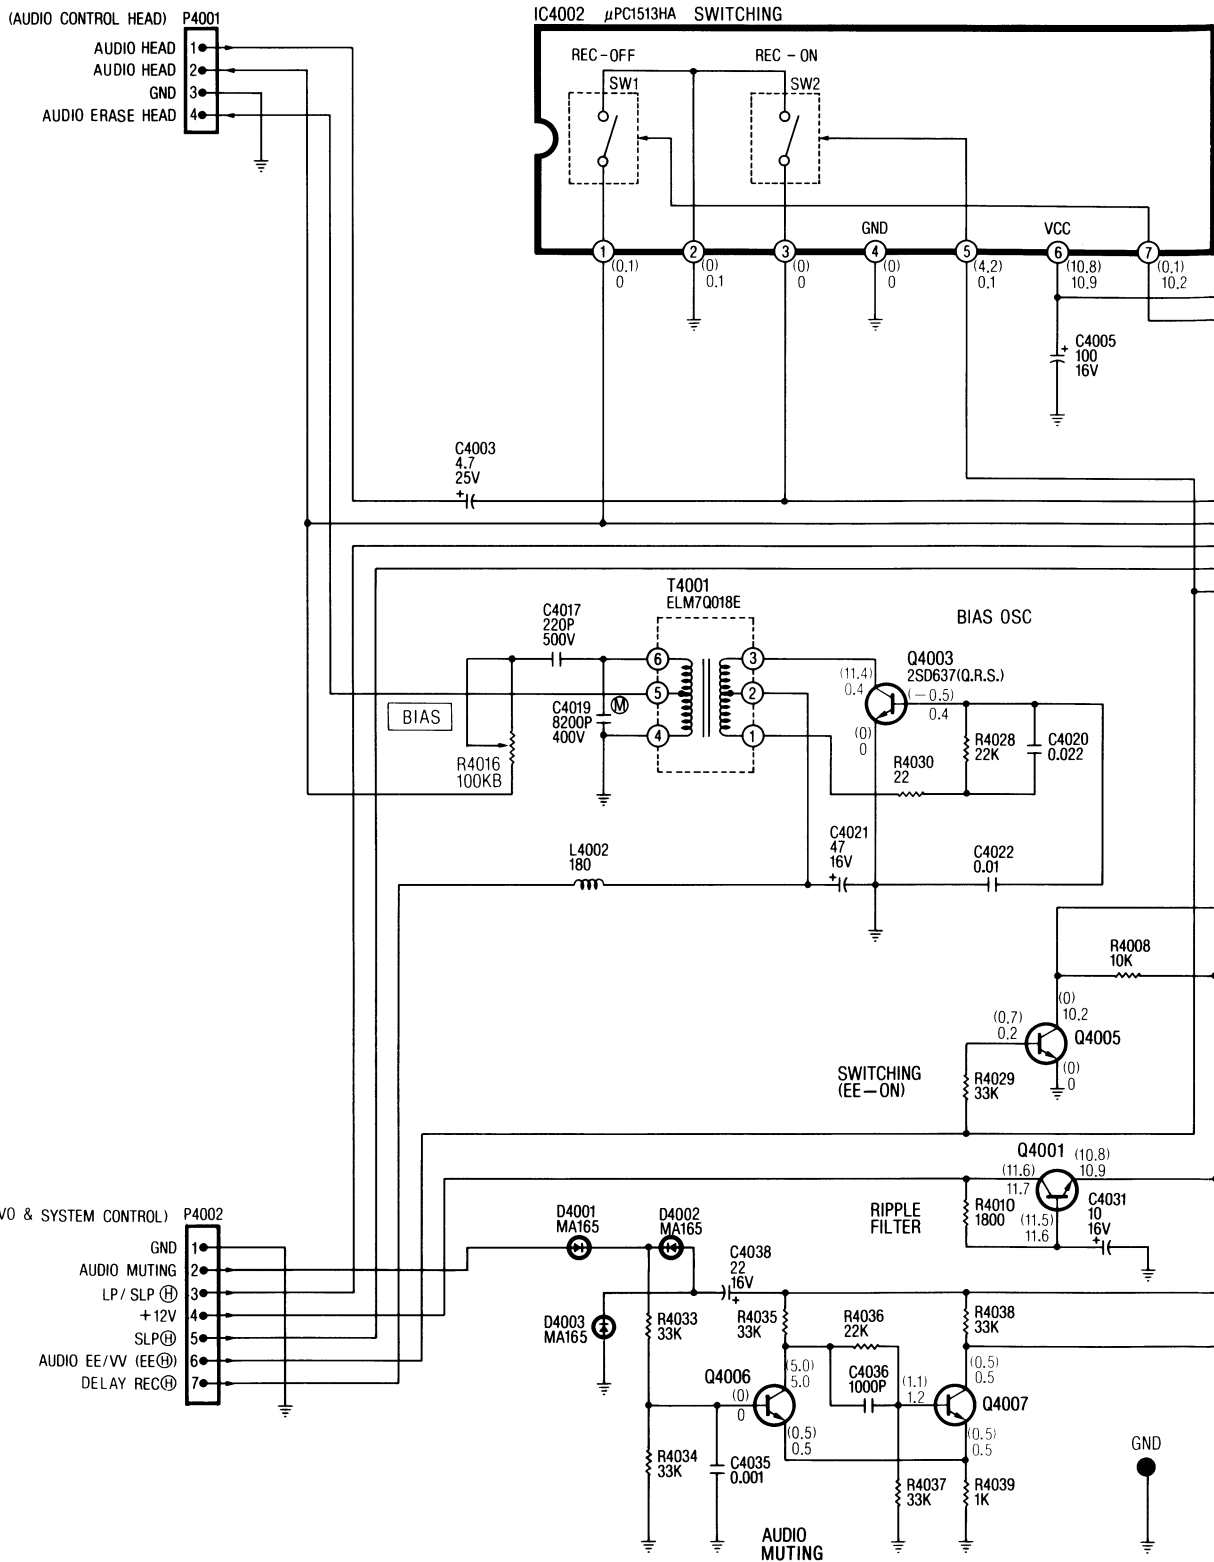 (AUDIO CONTROL HEAD) P4001
AUDIO HEAD 1
AUDIO HEAD 2
GND 3
AUDIO ERASE HEAD 4
IC4002 μPC1513HA SWITCHING
REC-OFF
REC-ON
SW1
SW2
GND
VCC
1 2 3 4 5 6 7
(0.1)
0
(0)
0.1
(0)
0
(0)
0
(4.2)
0.1
(10.8)
10.9
(0.1)
10.2
+
C4005
100
16V
C4003
4.7
25V
+
T4001
ELM7Q018E
C4017
220P
500V
6
5
4
3
2
1
C4019
8200P
400V
M
BIAS
R4016
100KB
BIAS OSC
Q4003
2SD637(Q.R.S.)
(11.4)
0.4
(-0.5)
0.4
(0)
0
R4028
22K
C4020
0.022
R4030
22
C4021
47
16V
+
C4022
0.01
L4002
180
R4008
10K
(0)
10.2
(0.7)
0.2
Q4005
(0)
0
SWITCHING
(EE-ON)
R4029
33K
Q4001
(10.8)
10.9
(11.6)
11.7
(11.5)
11.6
RIPPLE
FILTER
R4010
1800
C4031
10
16V
+
VO & SYSTEM CONTROL) P4002
GND 1
AUDIO MUTING 2
LP/SLP Ⓗ 3
+12V 4
SLPⒽ 5
AUDIO EE/VV (EEⒽ) 6
DELAY RECⒽ 7
D4001
MA165
D4002
MA165
C4038
22
16V
+
D4003
MA165
R4033
33K
R4035
33K
R4036
22K
R4038
33K
C4036
1000P
Q4006
(0)
0
(5.0)
5.0
(0.5)
0.5
(1.1)
1.2
(0.5)
0.5
Q4007
(0.5)
0.5
R4034
33K
C4035
0.001
R4037
33K
R4039
1K
GND
AUDIO
MUTING